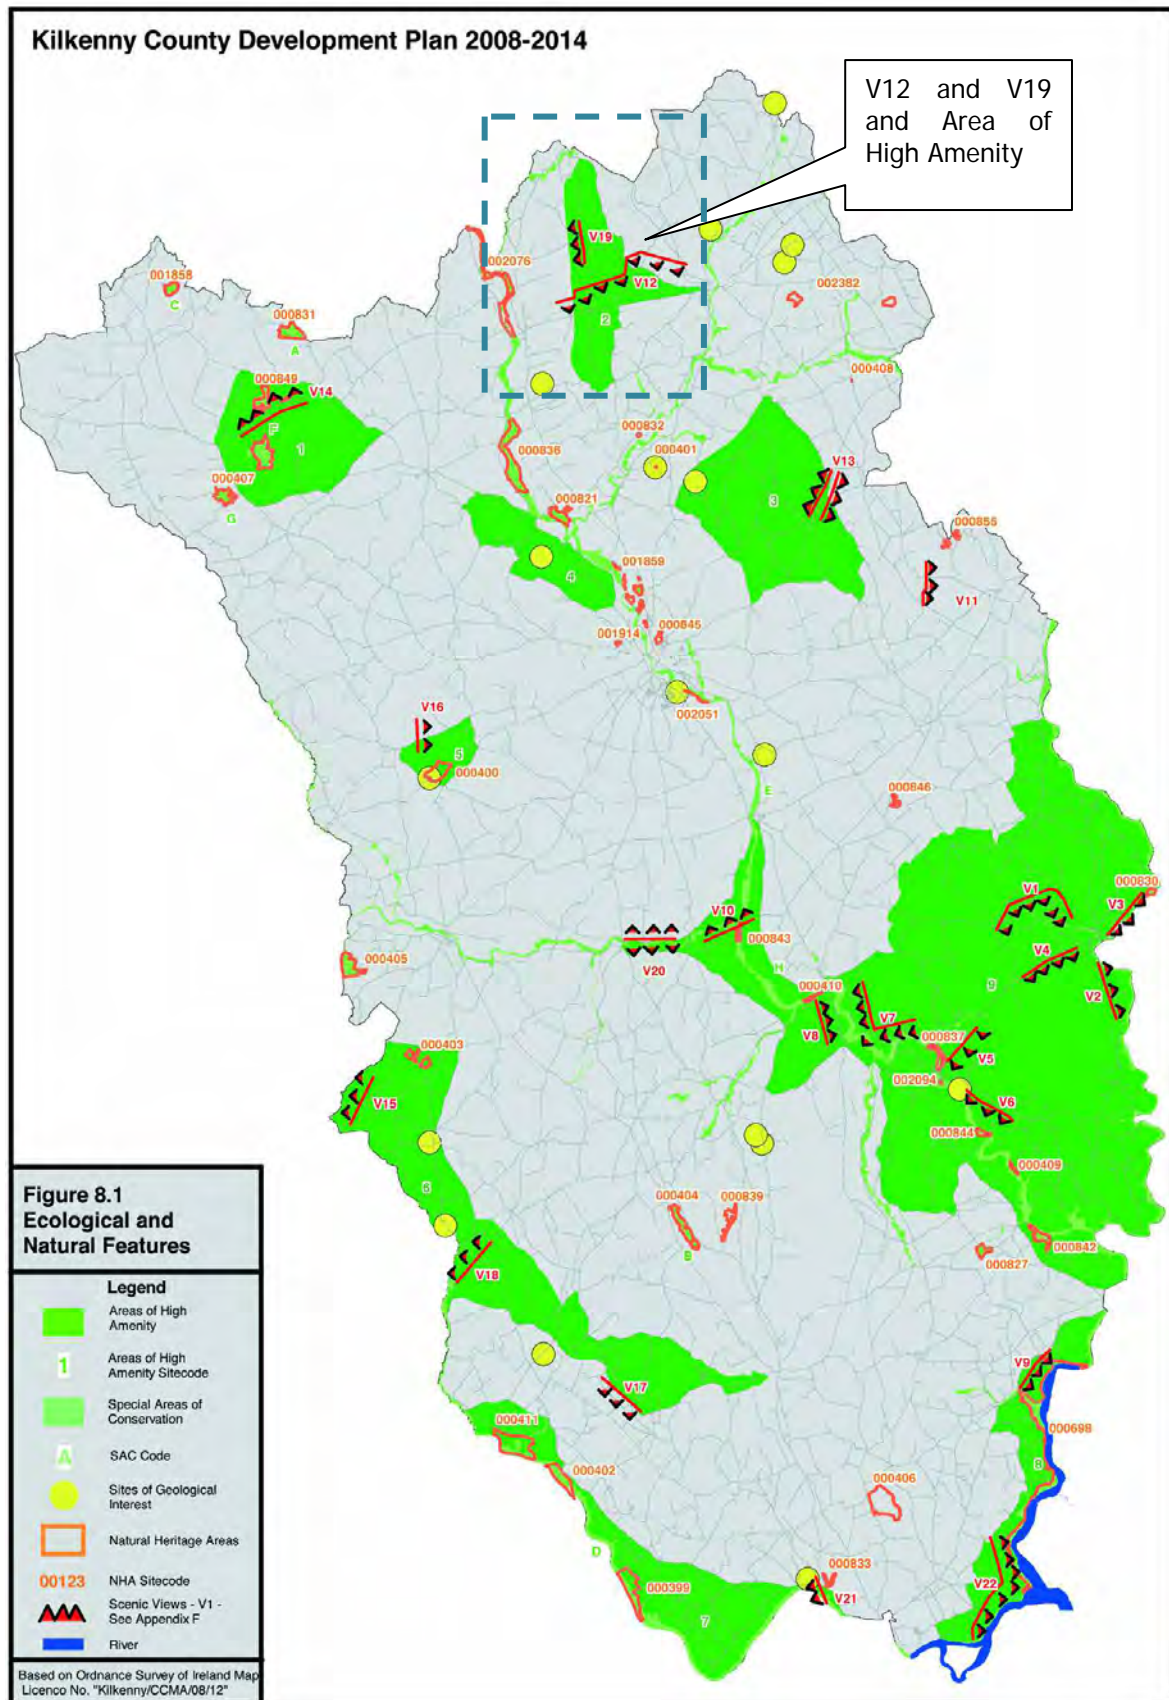 Kilkenny County Development Plan 2008-2014
V12 and V19
and Area of
High Amenity
V19
002076
V12
2
001858
C
002382
000831
A
000408
000849
V14
F
1
000832
000401
000836
V13
000407
G
3
000821
000855
4
001859
V11
001914
000845
002051
V16
5
000400
E
000846
V1
000830
V3
V10
000843
V4
V20
000405
H
9
V2
000410
V7
V8
000837
V5
000403
002094
V15
V6
000844
000409
6
000404
000839
B
000842
000827
V18
V9
V17
000698
000411
000402
8
000406
D
000833
000399
V22
V21
7
Figure 8.1
Ecological and
Natural Features
Legend
Areas of High
Amenity
1
Areas of High
Amenity Sitecode
Special Areas of
Conservation
A
SAC Code
Sites of Geological
Interest
Natural Heritage Areas
00123
NHA Sitecode
Scenic Views - V1 -
See Appendix F
River
Based on Ordnance Survey of Ireland Map
Licenco No. "Kilkenny/CCMA/08/12"